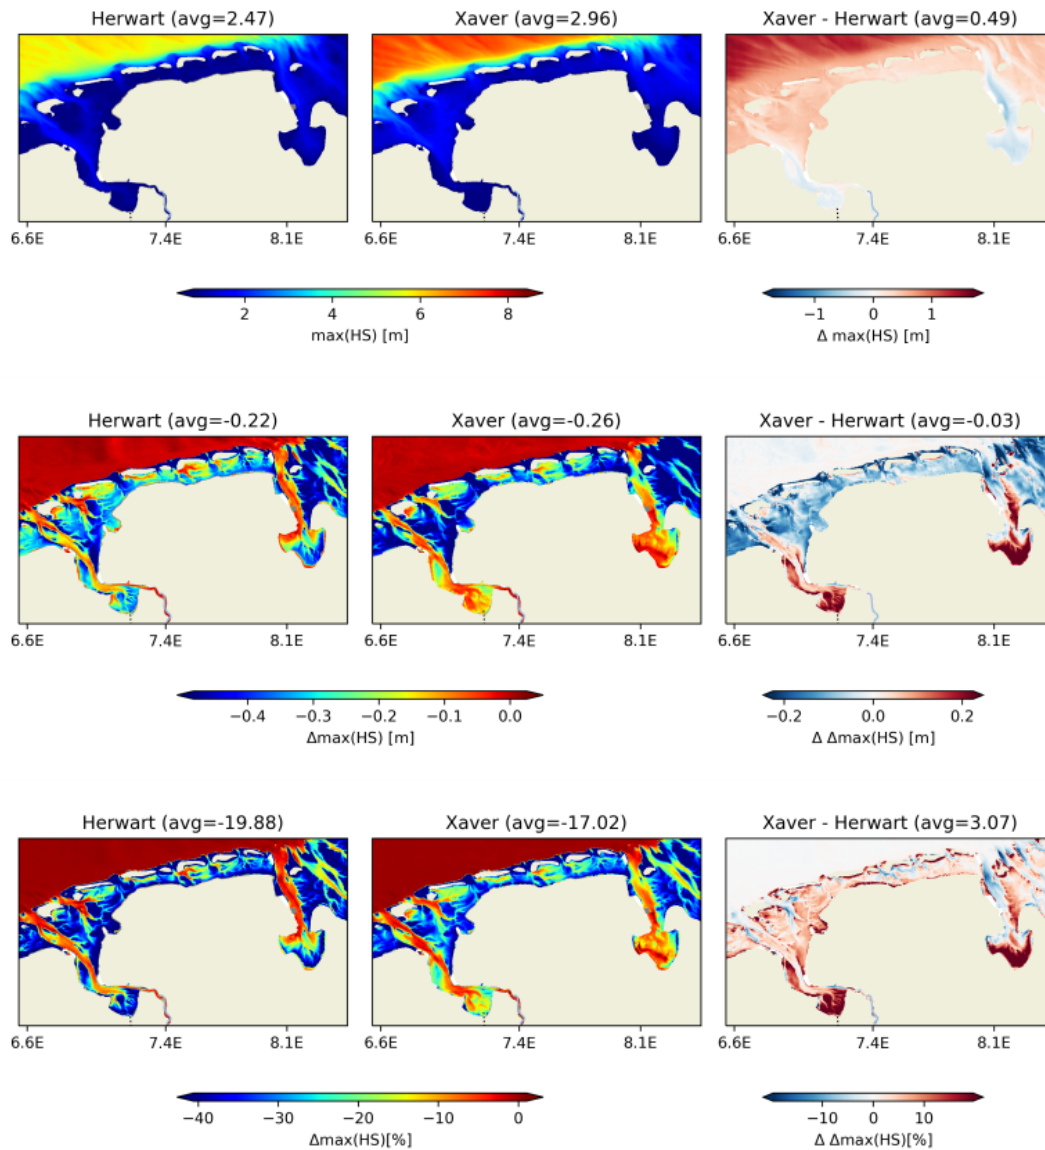 Herwart (avg=2.47) Xaver (avg=2.96) Xaver - Herwart (avg=0.49)
6.6E 7.4E 8.1E 6.6E 7.4E 8.1E 6.6E 7.4E 8.1E
2 4 6 8 −1 0 1
max(HS) [m] Δ max(HS) [m]
Herwart (avg=-0.22) Xaver (avg=-0.26) Xaver - Herwart (avg=-0.03)
6.6E 7.4E 8.1E 6.6E 7.4E 8.1E 6.6E 7.4E 8.1E
−0.4 −0.3 −0.2 −0.1 0.0 −0.2 0.0 0.2
Δmax(HS) [m] Δ Δmax(HS) [m]
Herwart (avg=-19.88) Xaver (avg=-17.02) Xaver - Herwart (avg=3.07)
6.6E 7.4E 8.1E 6.6E 7.4E 8.1E 6.6E 7.4E 8.1E
−40 −30 −20 −10 0 −10 0 10
Δmax(HS)[%] Δ Δmax(HS)[%]